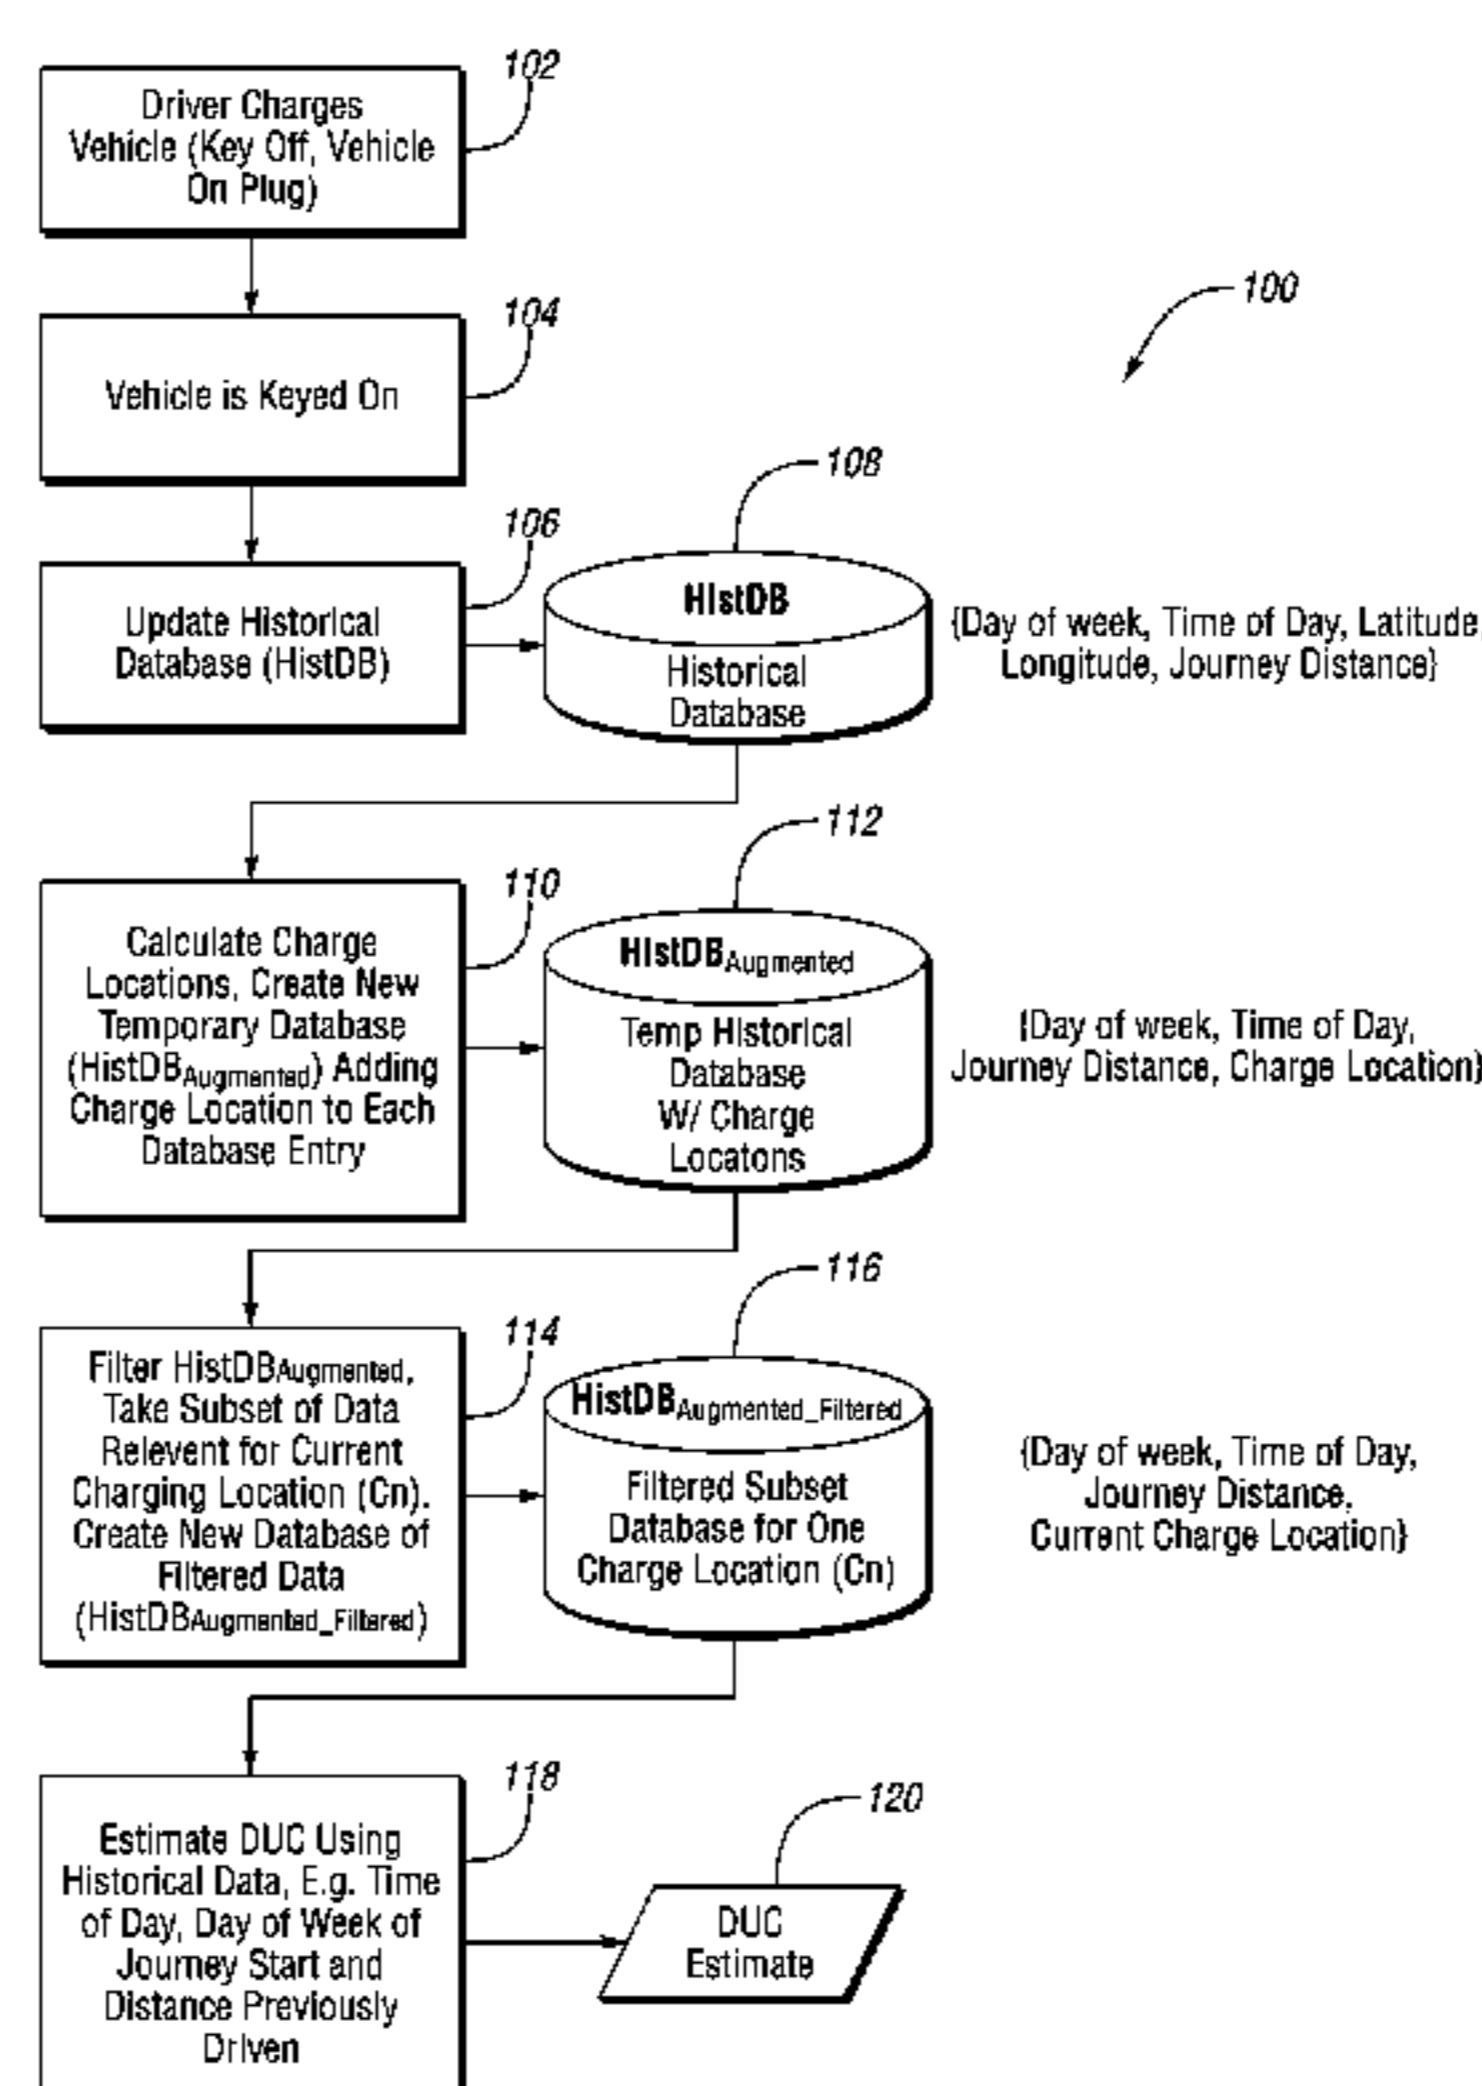 102
Driver Charges
Vehicle (Key Off, Vehicle
On Plug)
100
104
Vehicle is Keyed On
108
106
HistDB
Update Historical
Database (HistDB)
Historical
Database
{Day of week, Time of Day, Latitude,
Longitude, Journey Distance}
112
110
Calculate Charge
Locations, Create New
Temporary Database
(HistDBAugmented) Adding
Charge Location to Each
Database Entry
HistDBAugmented
Temp Historical
Database
W/ Charge
Locatons
{Day of week, Time of Day,
Journey Distance, Charge Location}
116
114
Filter HistDBAugmented,
Take Subset of Data
Relevent for Current
Charging Location (Cn).
Create New Database of
Filtered Data
(HistDBAugmented_Filtered)
HistDBAugmented_Filtered
Filtered Subset
Database for One
Charge Location (Cn)
{Day of week, Time of Day,
Journey Distance,
Current Charge Location}
118
120
Estimate DUC Using
Historical Data, E.g. Time
of Day, Day of Week of
Journey Start and
Distance Previously
Driven
DUC
Estimate